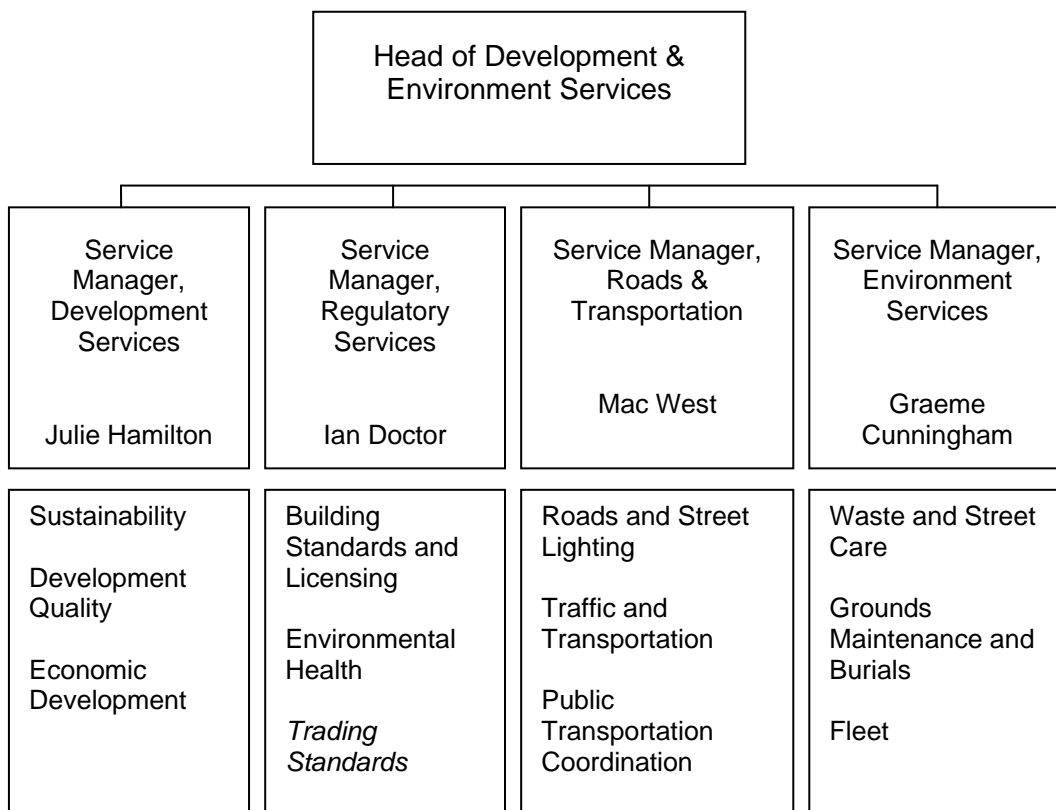 Head of Development &
Environment Services
Service
Manager,
Development
Services
Julie Hamilton
Service
Manager,
Regulatory
Services
Ian Doctor
Service Manager,
Roads &
Transportation
Mac West
Service Manager,
Environment
Services
Graeme
Cunningham
Sustainability
Development
Quality
Economic
Development
Building
Standards and
Licensing
Environmental
Health
Trading
Standards
Roads and Street
Lighting
Traffic and
Transportation
Public
Transportation
Coordination
Waste and Street
Care
Grounds
Maintenance and
Burials
Fleet